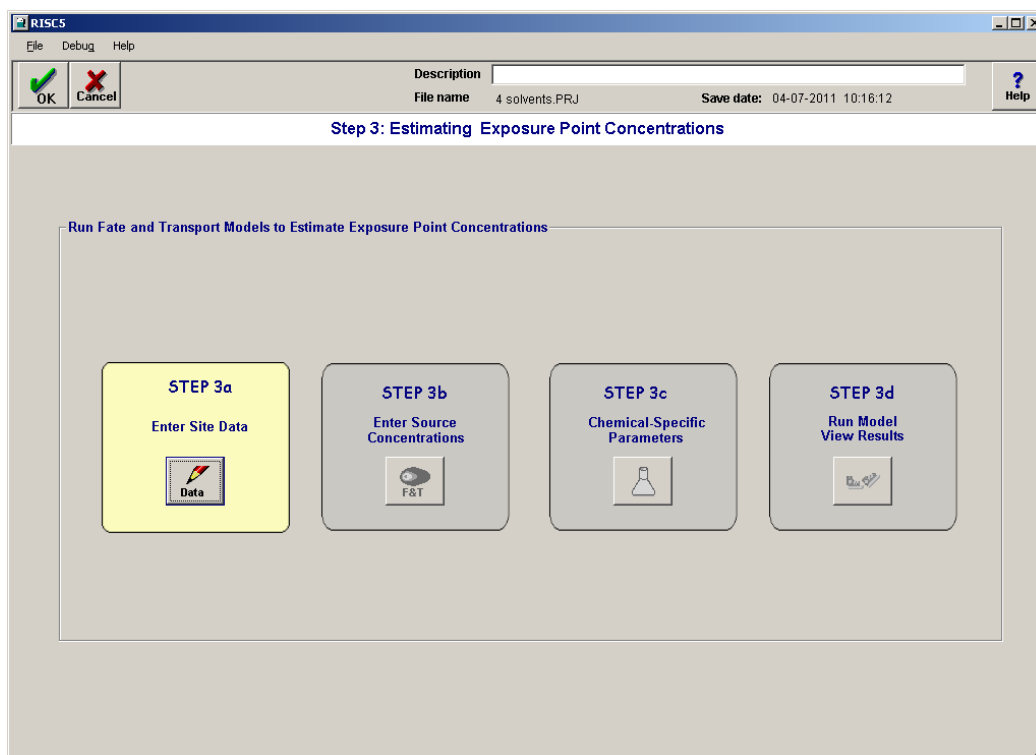 RISC5
File Debug Help
OK
Cancel
Description
File name 4 solvents.PRJ Save date: 04-07-2011 10:16:12
?
Help
Step 3: Estimating Exposure Point Concentrations
Run Fate and Transport Models to Estimate Exposure Point Concentrations
STEP 3a
Enter Site Data
Data
STEP 3b
Enter Source
Concentrations
F&T
STEP 3c
Chemical-Specific
Parameters
STEP 3d
Run Model
View Results